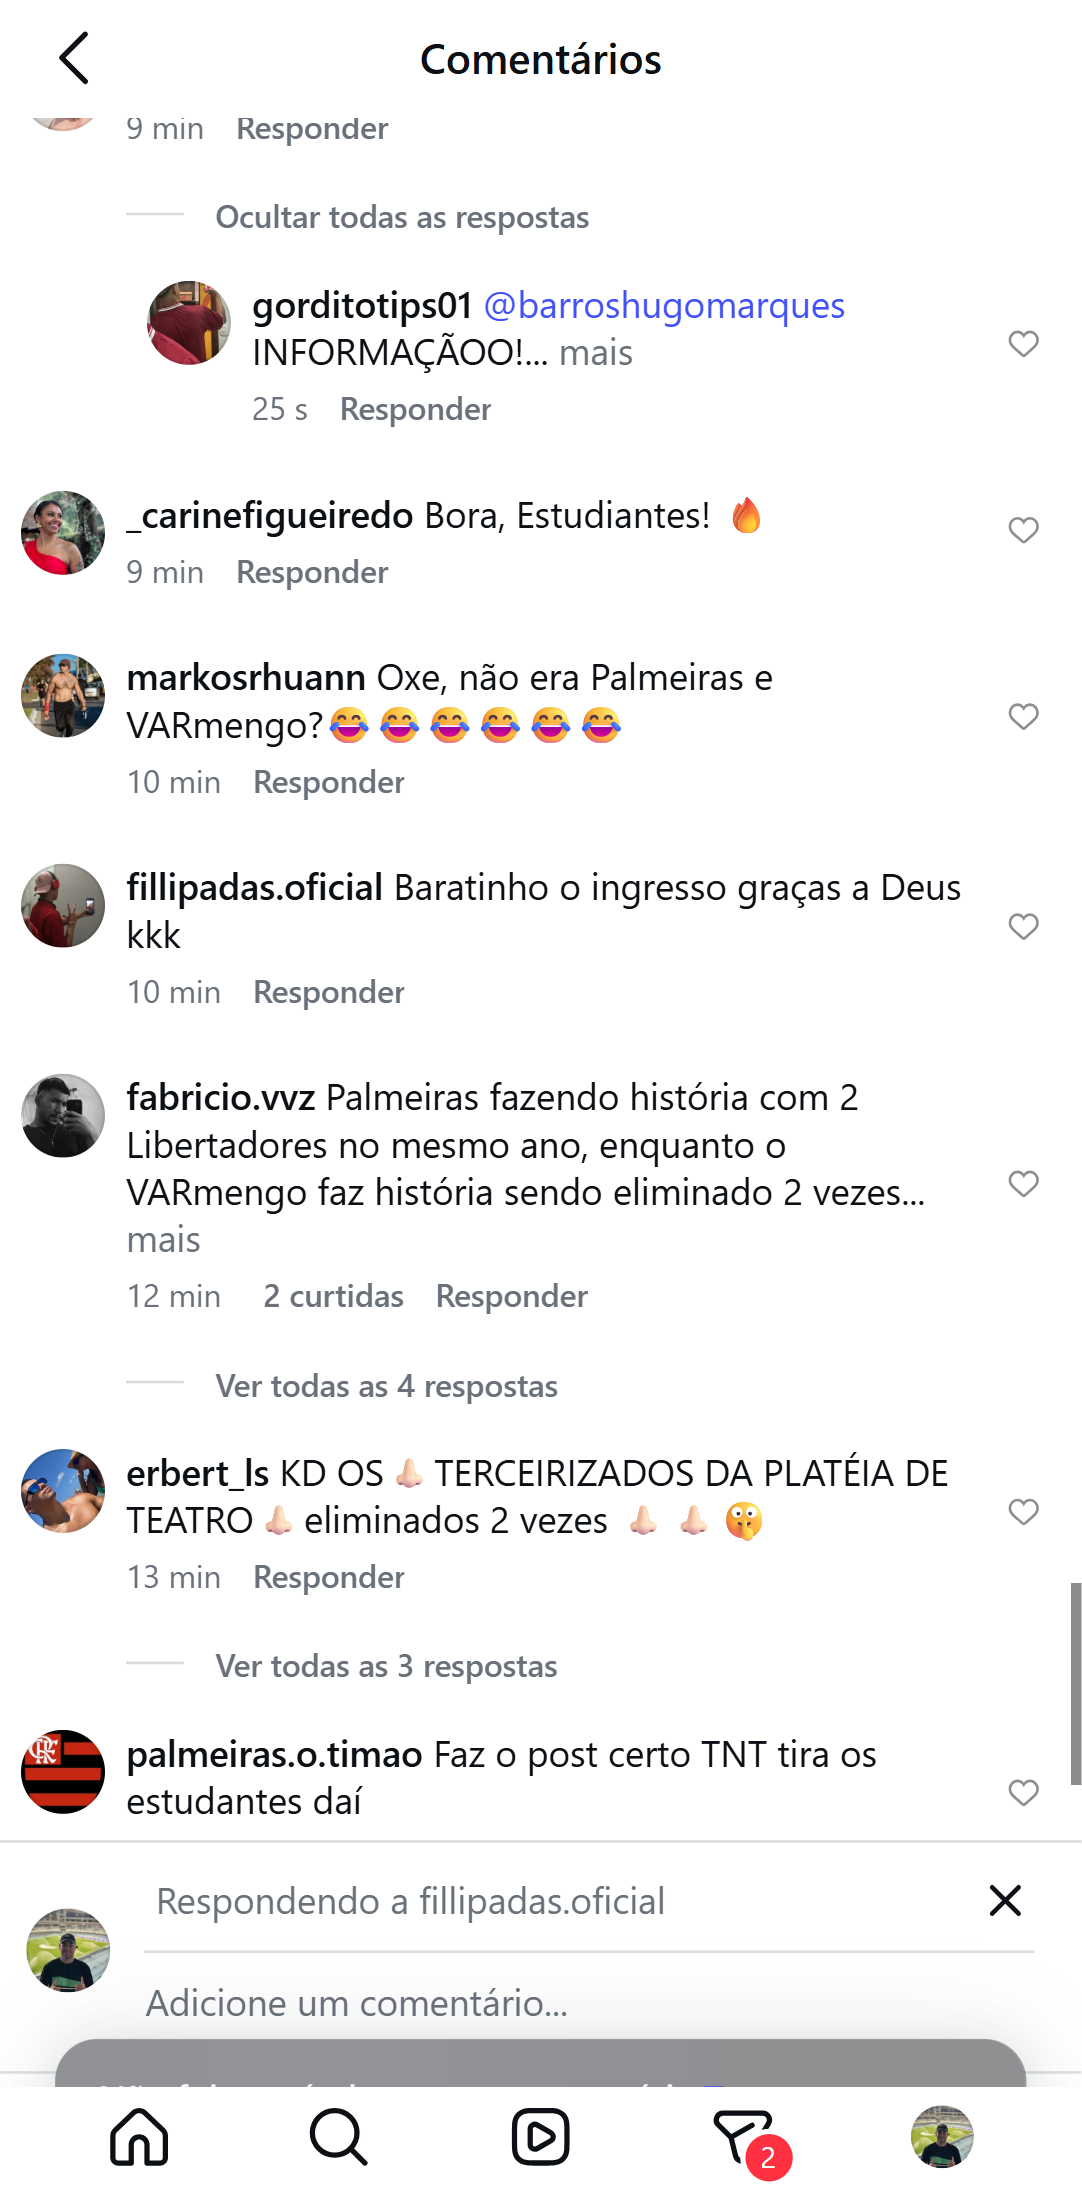 Comentários
9 min Responder
Ocultar todas as respostas
gorditotips01 @barroshugomarques
INFORMAÇÃOO!... mais
25 s Responder
_carinefigueiredo Bora, Estudiantes! 🔥
9 min Responder
markosrhuann Oxe, não era Palmeiras e
VARmengo?😂😂😂😂😂😂
10 min Responder
fillipadas.oficial Baratinho o ingresso graças a Deus
kkk
10 min Responder
fabricio.vvz Palmeiras fazendo história com 2
Libertadores no mesmo ano, enquanto o
VARmengo faz história sendo eliminado 2 vezes...
mais
12 min 2 curtidas Responder
Ver todas as 4 respostas
erbert_ls KD OS 👃🏻 TERCEIRIZADOS DA PLATÉIA DE
TEATRO 👃🏻 eliminados 2 vezes 👃🏻 👃🏻 🤫
13 min Responder
Ver todas as 3 respostas
palmeiras.o.timao Faz o post certo TNT tira os
estudantes daí
Respondendo a fillipadas.oficial
Adicione um comentário...
2